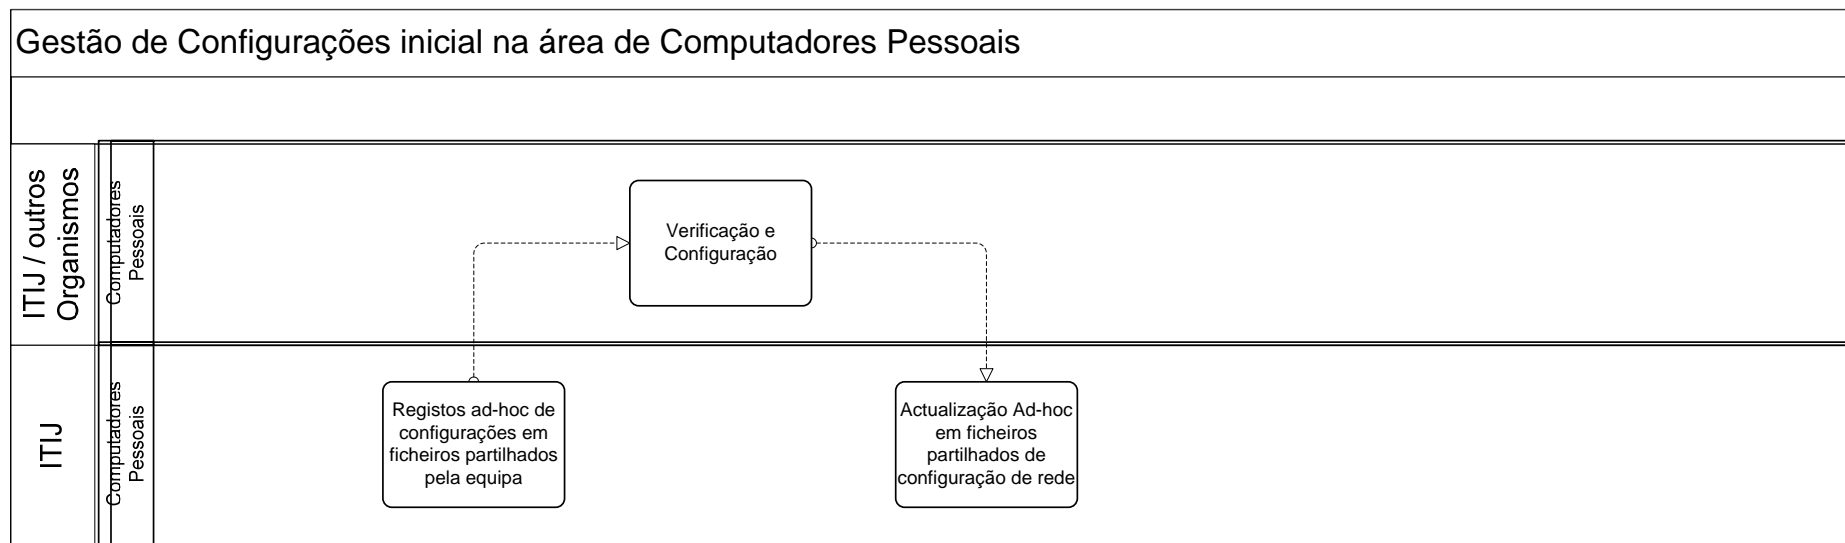 Gestão de Configurações inicial na área de Computadores Pessoais
ITIJ / outros
Organismos
Computadores
Pessoais
Verificação e
Configuração
ITIJ
Computadores
Pessoais
Registos ad-hoc de
configurações em
ficheiros partilhados
pela equipa
Actualização Ad-hoc
em ficheiros
partilhados de
configuração de rede